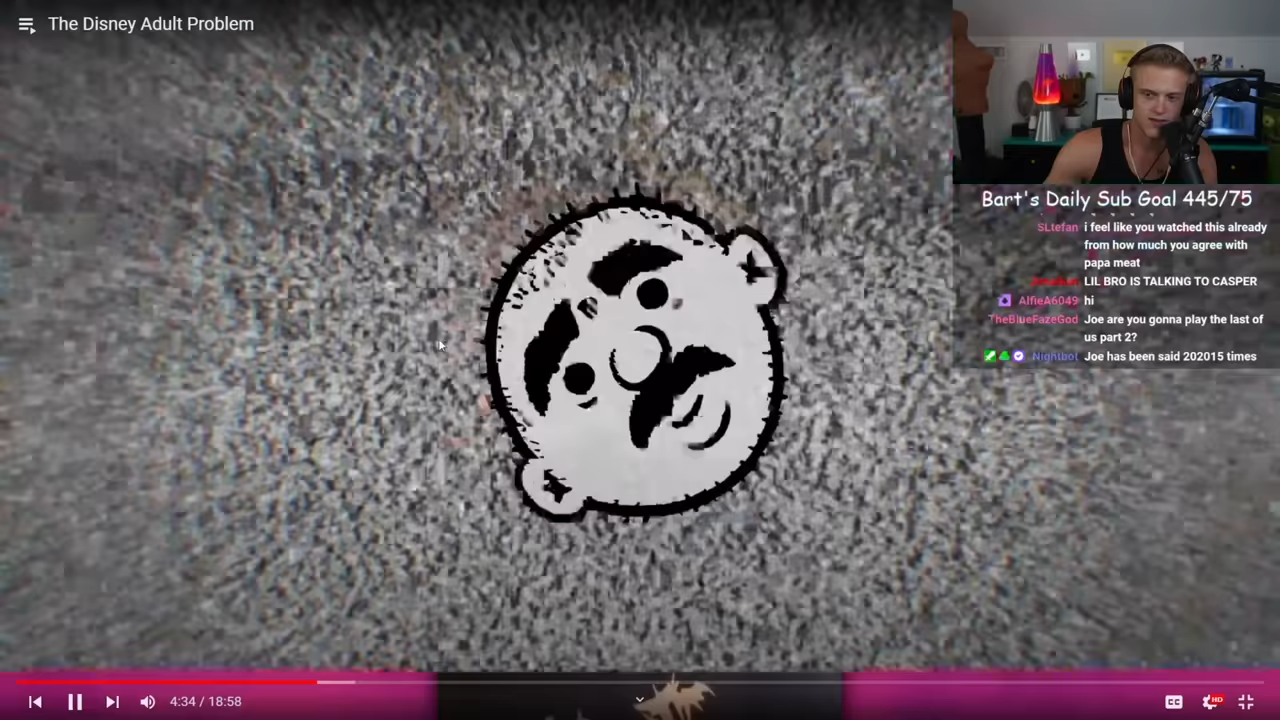 The Disney Adult Problem
Bart's Daily Sub Goal 445/75
SLtefan i feel like you watched this already
from how much you agree with
papa meat
LIL BRO IS TALKING TO CASPER
AlfieA6049 hi
TheBlueFazeGod Joe are you gonna play the last of
us part 2?
Nightbot Joe has been said 202015 times
4:34 / 18:58
CC
HD